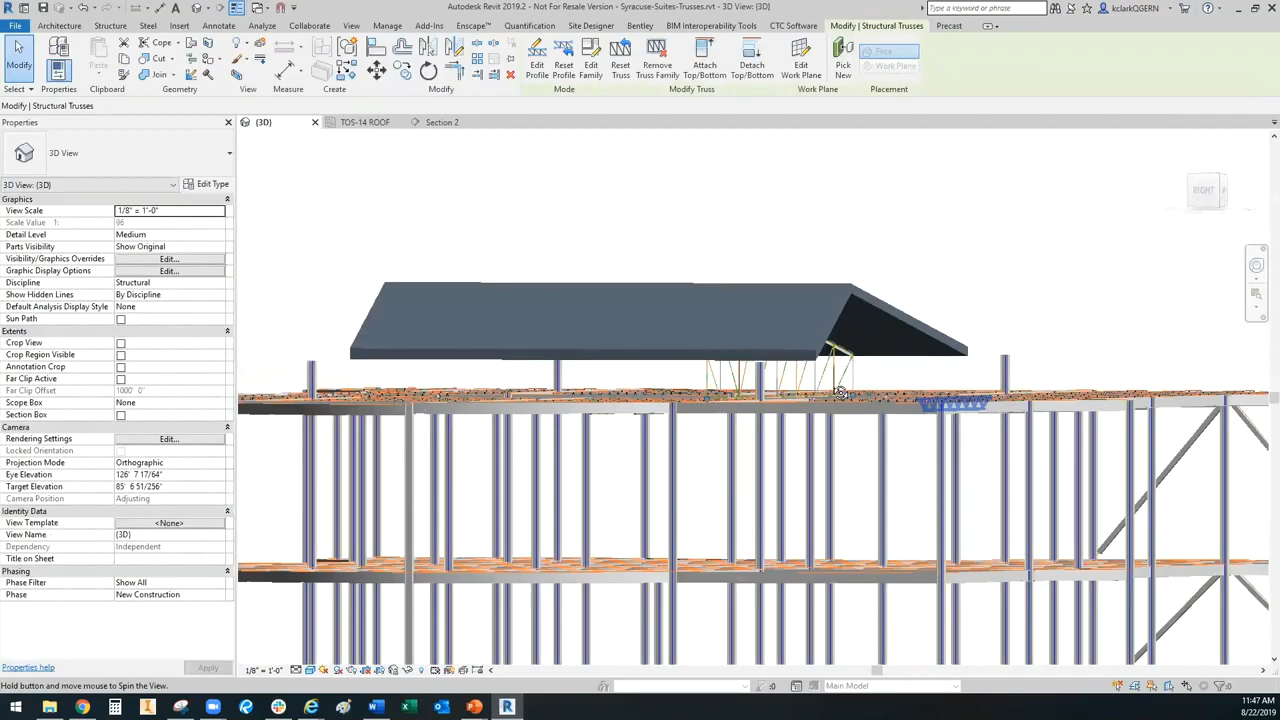 Autodesk Revit 2019.2 - Not For Resale Version - Syracuse-Suites-Trusses.rvt - 3D View: {3D}
Type a keyword or phrase
kclarkQGERN
File Architecture Structure Steel Insert Annotate Analyze Collaborate View Manage Add-Ins Enscape™ Quantification Site Designer Bentley BIM Interoperability Tools CTC Software Modify | Structural Trusses Precast
Modify Paste Cope Cut Join Edit Profile Reset Profile Edit Family Reset Truss Remove Truss Family Attach Top/Bottom Detach Top/Bottom Edit Work Plane Pick New Face Work Plane
Select Properties Clipboard Geometry View Measure Create Modify Mode Modify Truss Work Plane Placement
Modify | Structural Trusses
Properties
{3D} TOS-14 ROOF Section 2
3D View
3D View: {3D} Edit Type
Graphics
View Scale 1/8" = 1'-0"
Scale Value 1: 96
Detail Level Medium
Parts Visibility Show Original
Visibility/Graphics Overrides Edit...
Graphic Display Options Edit...
Discipline Structural
Show Hidden Lines By Discipline
Default Analysis Display Style None
Sun Path
Extents
Crop View
Crop Region Visible
Annotation Crop
Far Clip Active
Far Clip Offset 1000' 0"
Scope Box None
Section Box
Camera
Rendering Settings Edit...
Locked Orientation
Projection Mode Orthographic
Eye Elevation 126' 7 17/64"
Target Elevation 85' 6 51/256"
Camera Position Adjusting
Identity Data
View Template <None>
View Name {3D}
Dependency Independent
Title on Sheet
Phasing
Phase Filter Show All
Phase New Construction
RIGHT
Properties help Apply
1/8" = 1'-0"
Hold button and move mouse to Spin the View.
:0 Main Model :0
11:47 AM
8/22/2019